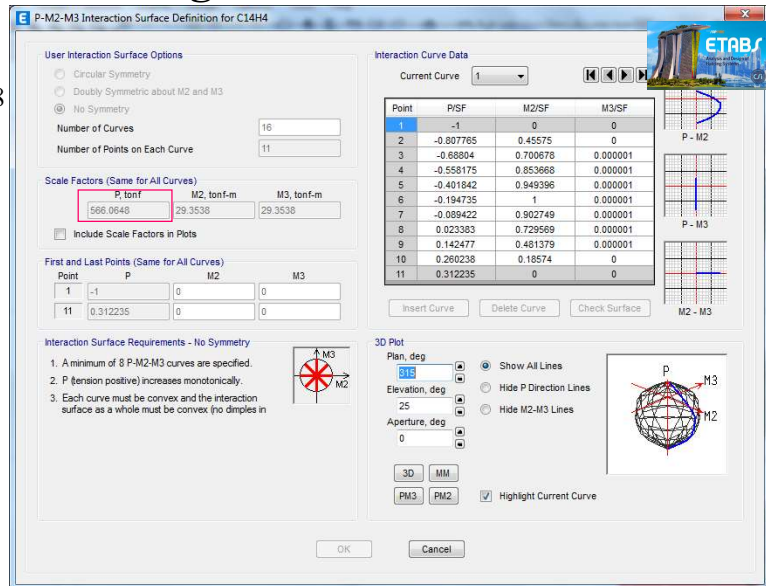 P-M2-M3 Interaction Surface Definition for C14H4
8
User Interaction Surface Options
Circular Symmetry
Doubly Symmetric about M2 and M3
No Symmetry
Number of Curves 16
Number of Points on Each Curve 11
Scale Factors (Same for All Curves)
P, tonf M2, tonf-m M3, tonf-m
566.0648 29.3538 29.3538
Include Scale Factors in Plots
First and Last Points (Same for All Curves)
Point P M2 M3
1 -1 0 0
11 0.312235 0 0
Interaction Surface Requirements - No Symmetry
1. A minimum of 8 P-M2-M3 curves are specified.
2. P (tension positive) increases monotonically.
3. Each curve must be convex and the interaction
surface as a whole must be convex (no dimples in
M3
M2
Interaction Curve Data
Current Curve 1
Point P/SF M2/SF M3/SF
1 -1 0 0
2 -0.807765 0.45575 0
3 -0.68804 0.700678 0.000001
4 -0.558175 0.853668 0.000001
5 -0.401842 0.949396 0.000001
6 -0.194735 1 0.000001
7 -0.089422 0.902749 0.000001
8 0.023383 0.729569 0.000001
9 0.142477 0.481379 0.000001
10 0.260238 0.18574 0
11 0.312235 0 0
Insert Curve Delete Curve Check Surface
ETABS
P - M2
P - M3
M2 - M3
3D Plot
Plan, deg
315
Elevation, deg
25
Aperture, deg
0
3D MM
PM3 PM2
Show All Lines
Hide P Direction Lines
Hide M2-M3 Lines
Highlight Current Curve
P
M3
M2
OK Cancel